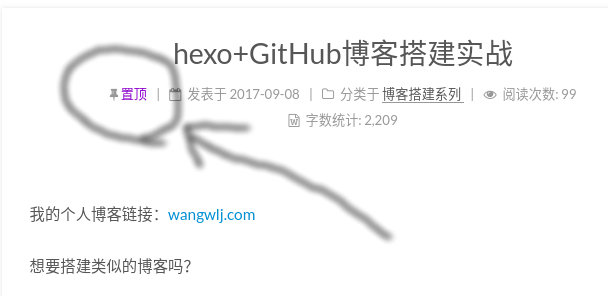 hexo+GitHub博客搭建实战
置顶 | 发表于 2017-09-08 | 分类于 博客搭建系列 | 阅读次数: 99
字数统计: 2,209
我的个人博客链接：wangwlj.com
想要搭建类似的博客吗？